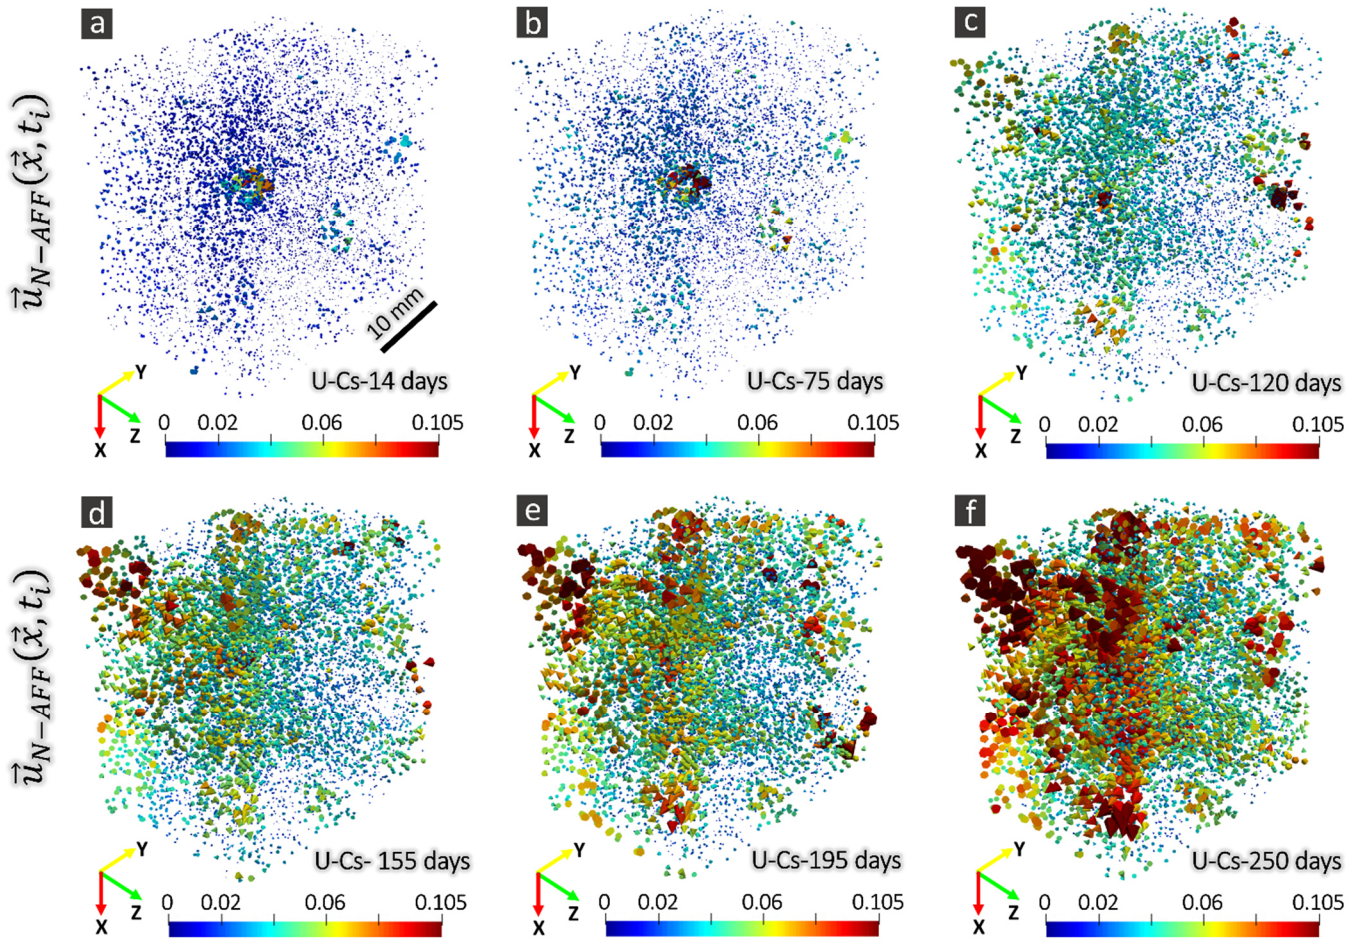 a
b
c
u⃗_{N−AFF}(x⃗, t_i)
10 mm
U-Cs-14 days
U-Cs-75 days
U-Cs-120 days
Y
X
Z
0 0.02 0.06 0.105
Y
X
Z
0 0.02 0.06 0.105
Y
X
Z
0 0.02 0.06 0.105
d
e
f
u⃗_{N−AFF}(x⃗, t_i)
U-Cs- 155 days
U-Cs-195 days
U-Cs-250 days
Y
X
Z
0 0.02 0.06 0.105
Y
X
Z
0 0.02 0.06 0.105
Y
X
Z
0 0.02 0.06 0.105